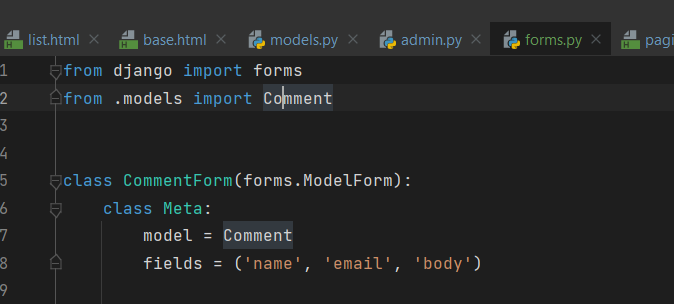 list.html base.html models.py admin.py forms.py pagi
1 from django import forms
2 from .models import Comment
3
4
5 class CommentForm(forms.ModelForm):
6     class Meta:
7         model = Comment
8         fields = ('name', 'email', 'body')
9